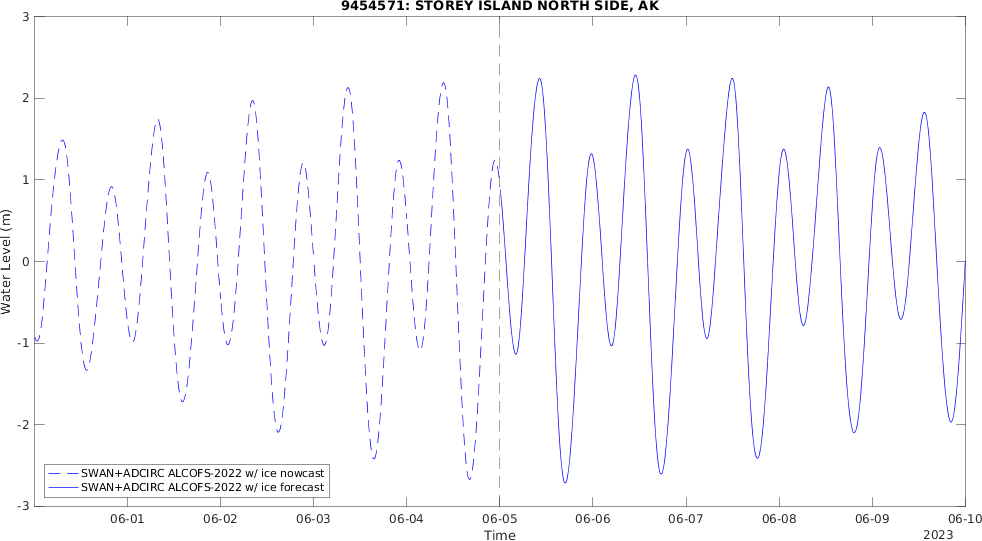 9454571: STOREY ISLAND NORTH SIDE, AK
3
2
1
0
-1
-2
-3
Water Level (m)
SWAN+ADCIRC ALCOFS-2022 w/ ice nowcast
SWAN+ADCIRC ALCOFS-2022 w/ ice forecast
06-01 06-02 06-03 06-04 06-05 06-06 06-07 06-08 06-09 06-10
Time
2023